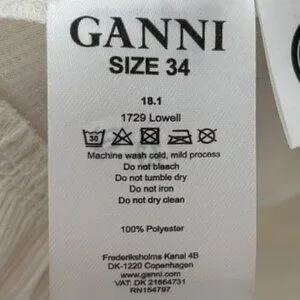 GANNI
SIZE 34
18.1
1729 Lowell
30
Machine wash cold, mild process
Do not bleach
Do not tumble dry
Do not iron
Do not dry clean
100% Polyester
Frederiksholms Kanal 4B
DK-1220 Copenhagen
www.ganni.com
VAT: DK 21664731
RN154797